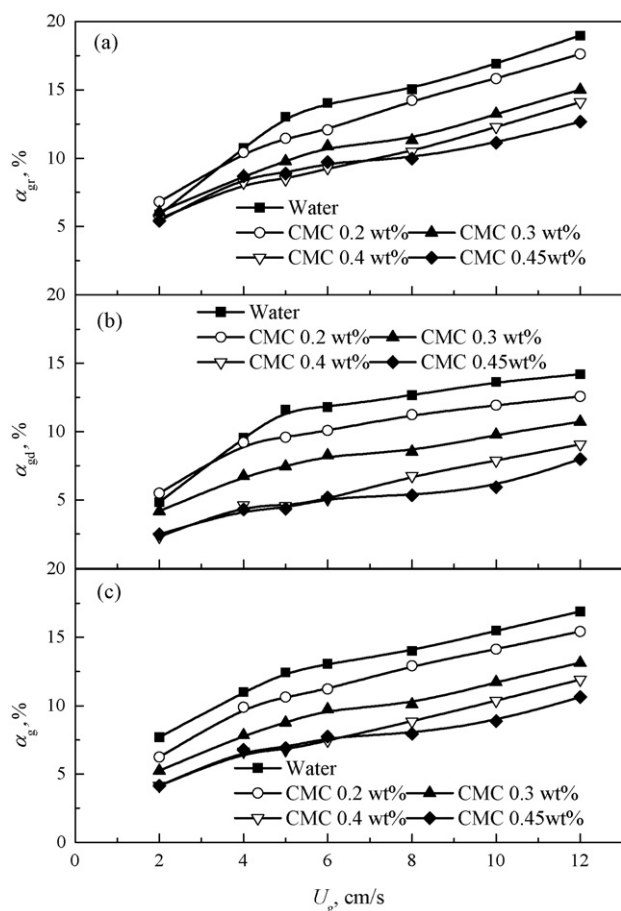 20
(a)
15
10
5
α_gr, %
Water
CMC 0.2 wt% CMC 0.3 wt%
CMC 0.4 wt% CMC 0.45wt%
20
(b)
Water
CMC 0.2 wt% CMC 0.3 wt%
CMC 0.4 wt% CMC 0.45wt%
15
10
5
α_gd, %
20
(c)
15
10
5
0
α_g, %
Water
CMC 0.2 wt% CMC 0.3 wt%
CMC 0.4 wt% CMC 0.45wt%
0 2 4 6 8 10 12
U_g, cm/s